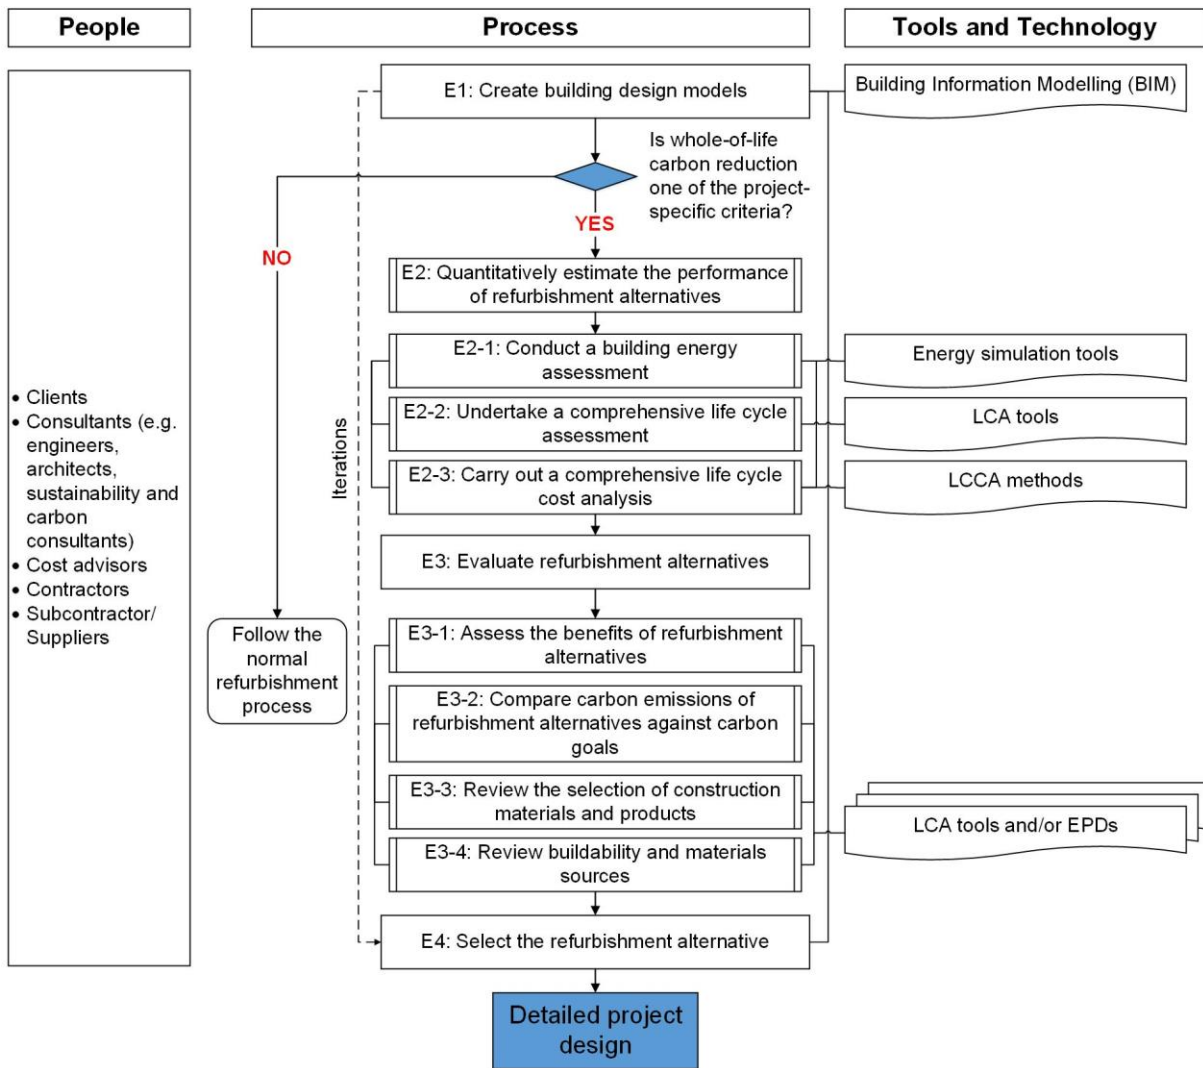 People
Process
Tools and Technology
E1: Create building design models
Building Information Modelling (BIM)
Is whole-of-life
carbon reduction
one of the project-
specific criteria?
YES
NO
E2: Quantitatively estimate the performance
of refurbishment alternatives
E2-1: Conduct a building energy
assessment
Energy simulation tools
E2-2: Undertake a comprehensive life cycle
assessment
LCA tools
E2-3: Carry out a comprehensive life cycle
cost analysis
LCCA methods
• Clients
• Consultants (e.g.
engineers,
architects,
sustainability and
carbon
consultants)
• Cost advisors
• Contractors
• Subcontractor/
Suppliers
Iterations
E3: Evaluate refurbishment alternatives
Follow the
normal
refurbishment
process
E3-1: Assess the benefits of refurbishment
alternatives
E3-2: Compare carbon emissions of
refurbishment alternatives against carbon
goals
E3-3: Review the selection of construction
materials and products
LCA tools and/or EPDs
E3-4: Review buildability and materials
sources
E4: Select the refurbishment alternative
Detailed project
design